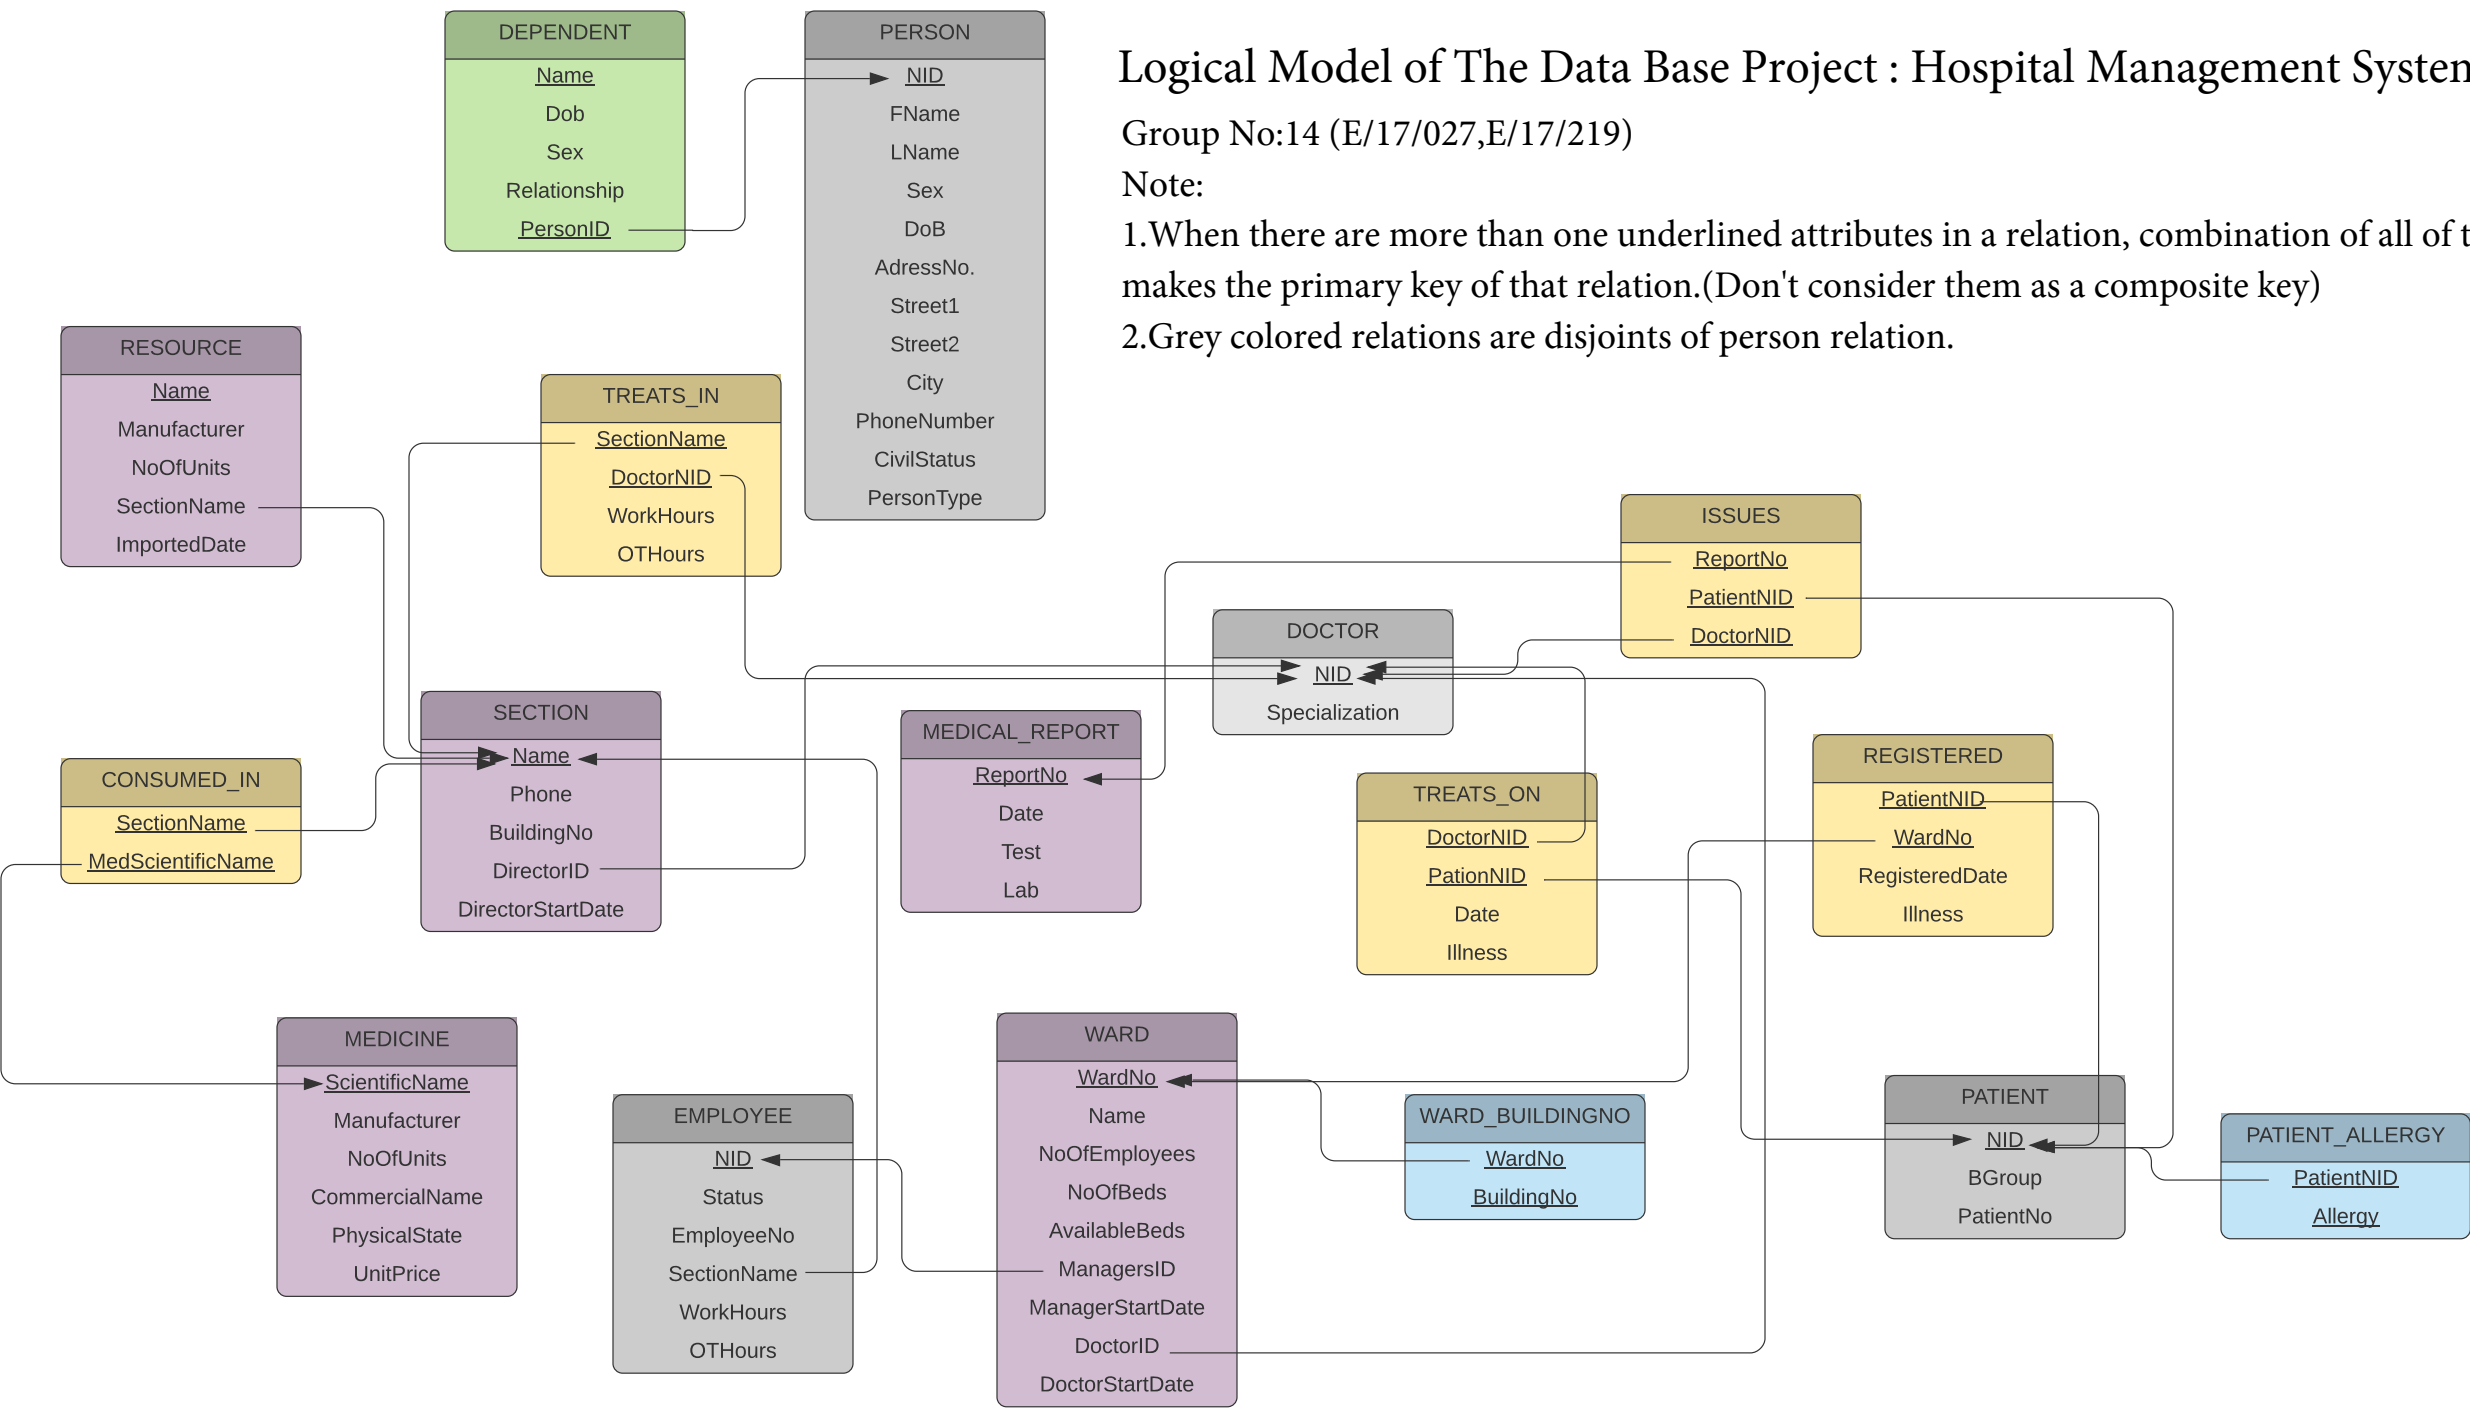 Logical Model of The Data Base Project : Hospital Management System
Group No:14 (E/17/027,E/17/219)
Note:
1.When there are more than one underlined attributes in a relation, combination of all of t
makes the primary key of that relation.(Don't consider them as a composite key)
2.Grey colored relations are disjoints of person relation.
DEPENDENT
Name
Dob
Sex
Relationship
PersonID
PERSON
NID
FName
LName
Sex
DoB
AdressNo.
Street1
Street2
City
PhoneNumber
CivilStatus
PersonType
RESOURCE
Name
Manufacturer
NoOfUnits
SectionName
ImportedDate
TREATS_IN
SectionName
DoctorNID
WorkHours
OTHours
ISSUES
ReportNo
PatientNID
DoctorNID
DOCTOR
NID
Specialization
SECTION
Name
Phone
BuildingNo
DirectorID
DirectorStartDate
MEDICAL_REPORT
ReportNo
Date
Test
Lab
CONSUMED_IN
SectionName
MedScientificName
TREATS_ON
DoctorNID
PationNID
Date
Illness
REGISTERED
PatientNID
WardNo
RegisteredDate
Illness
MEDICINE
ScientificName
Manufacturer
NoOfUnits
CommercialName
PhysicalState
UnitPrice
EMPLOYEE
NID
Status
EmployeeNo
SectionName
WorkHours
OTHours
WARD
WardNo
Name
NoOfEmployees
NoOfBeds
AvailableBeds
ManagersID
ManagerStartDate
DoctorID
DoctorStartDate
WARD_BUILDINGNO
WardNo
BuildingNo
PATIENT
NID
BGroup
PatientNo
PATIENT_ALLERGY
PatientNID
Allergy